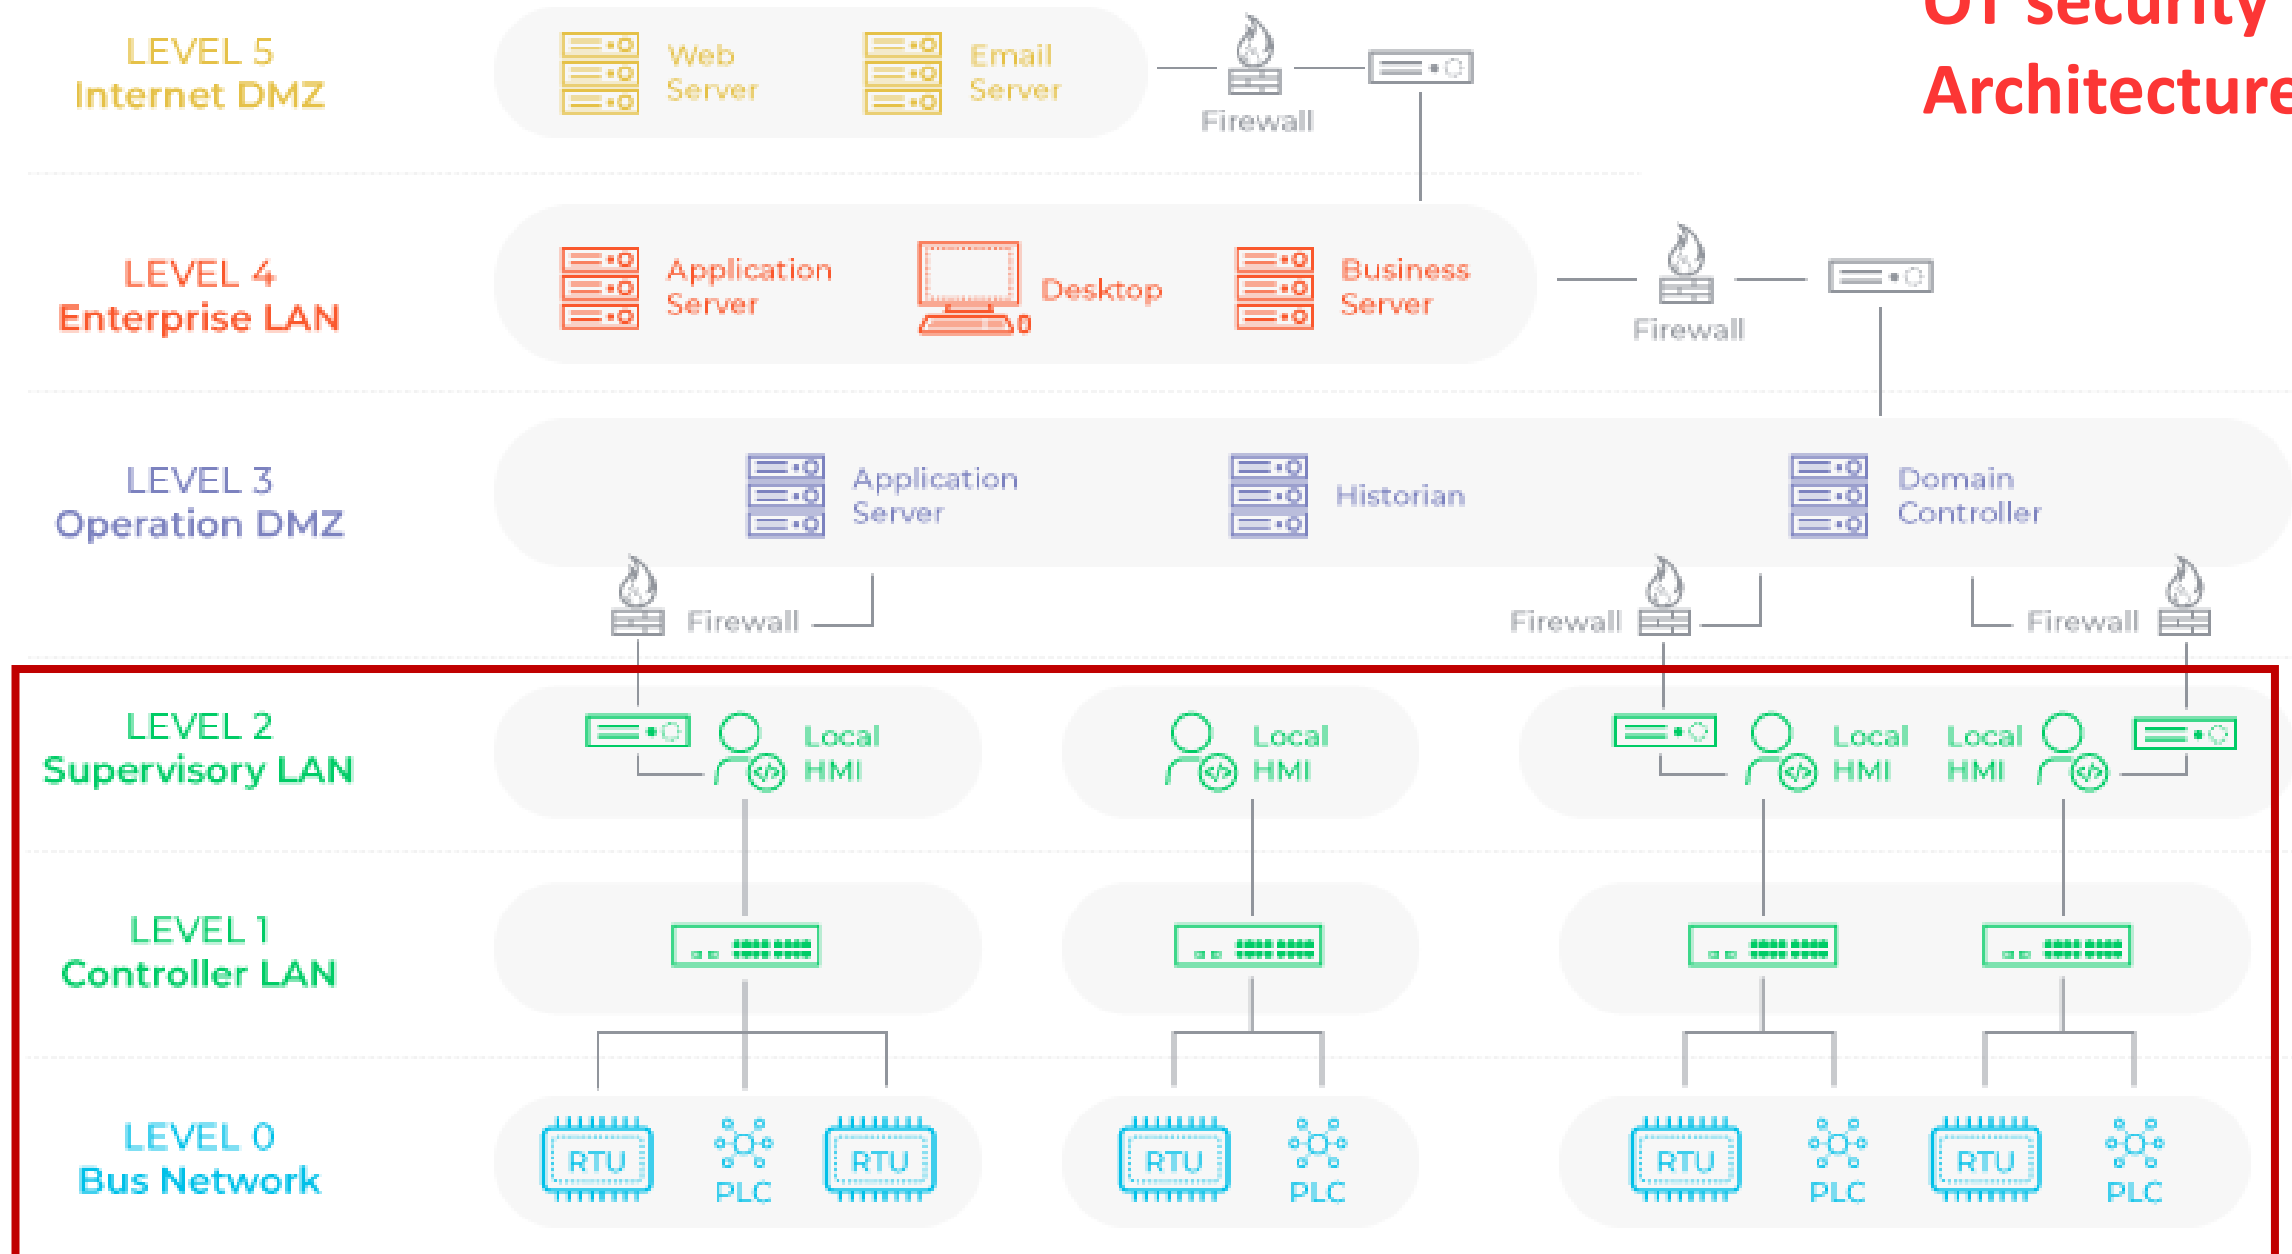 OT security
Architecture
LEVEL 5
Internet DMZ
Web
Server
Email
Server
Firewall
LEVEL 4
Enterprise LAN
Application
Server
Desktop
Business
Server
Firewall
LEVEL 3
Operation DMZ
Application
Server
Historian
Domain
Controller
Firewall
Firewall
Firewall
LEVEL 2
Supervisory LAN
Local
HMI
Local
HMI
Local
HMI
Local
HMI
LEVEL 1
Controller LAN
LEVEL 0
Bus Network
RTU
PLC
RTU
RTU
PLC
RTU
PLC
RTU
PLC